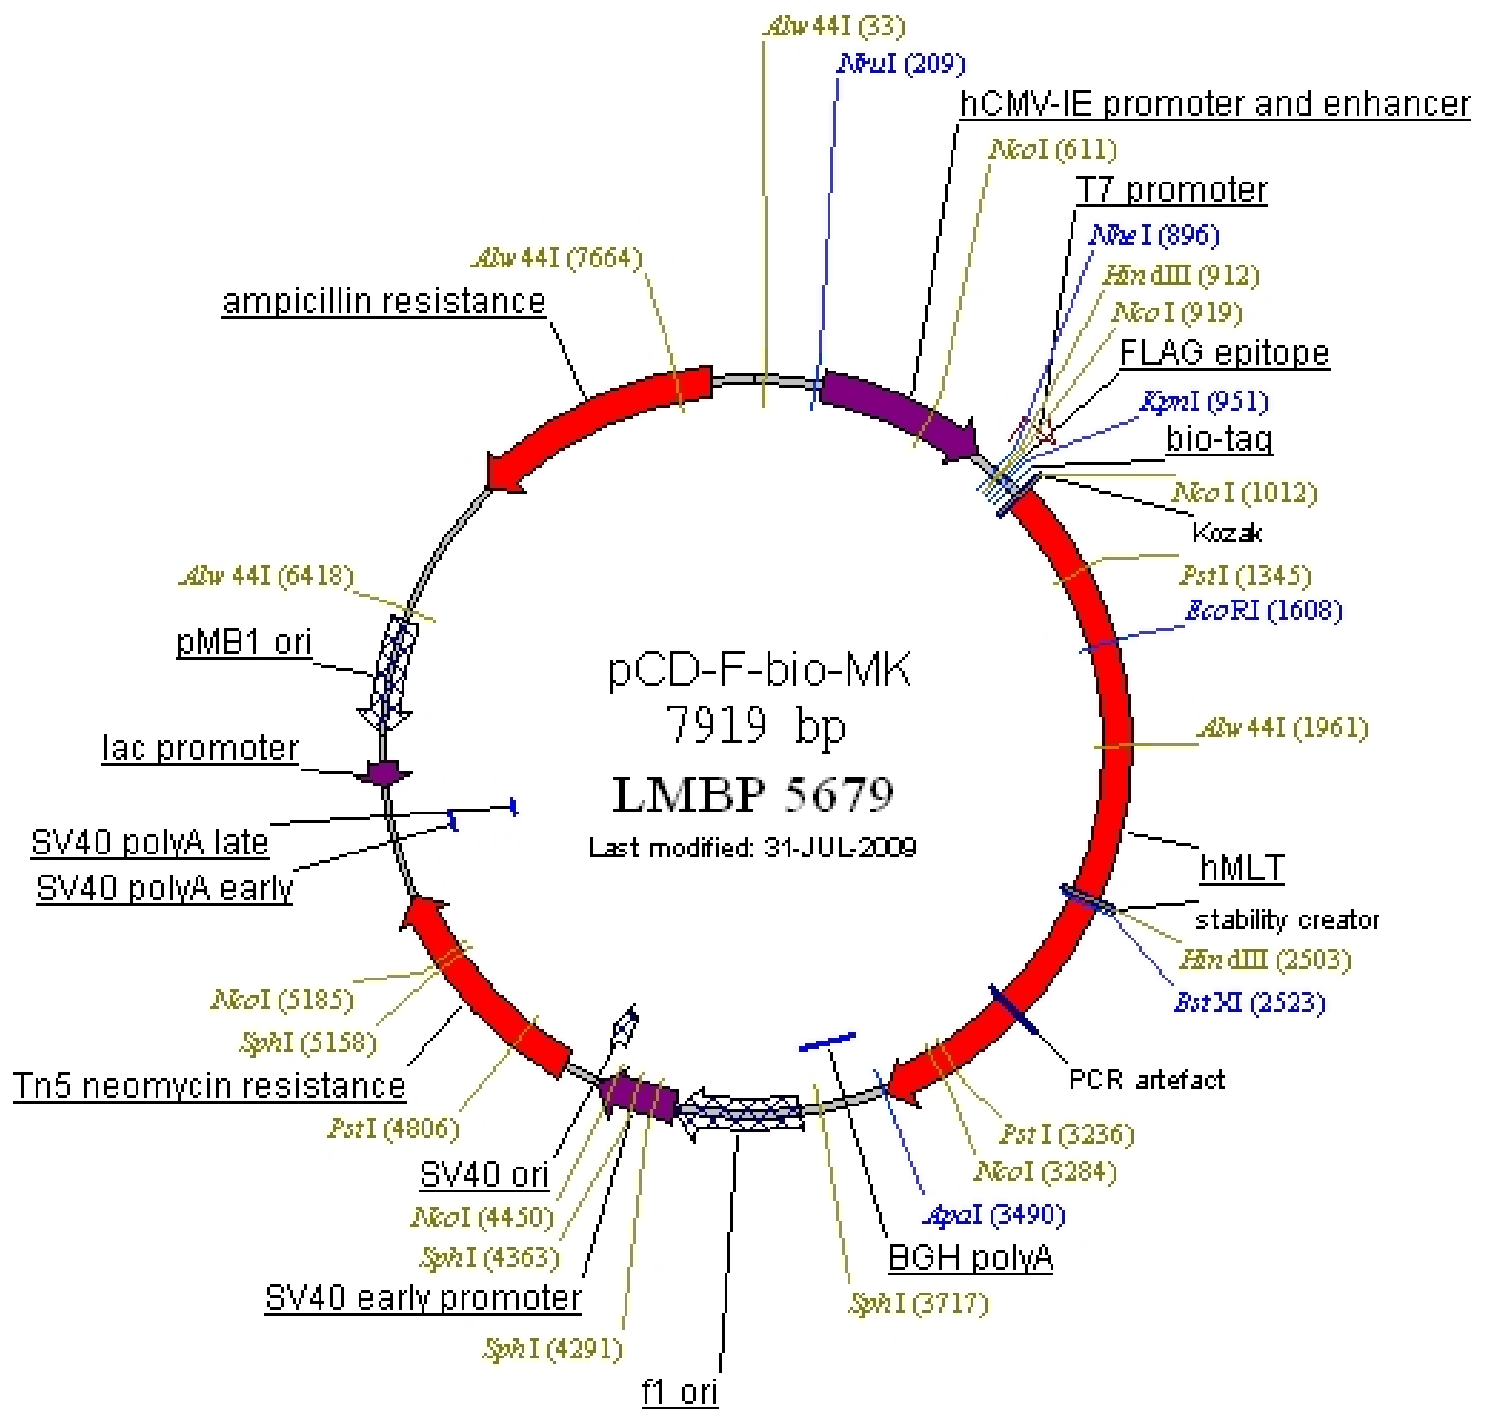 Alw44I (33)
NruI (209)
hCMV-IE promoter and enhancer
NcoI (611)
T7 promoter
NheI (896)
HindIII (912)
NcoI (919)
FLAG epitope
KpnI (951)
bio-taq
NcoI (1012)
Kozak
PstI (1345)
EcoRI (1608)
Alw44I (1961)
hMLT
stability creator
HindIII (2503)
BstXI (2523)
PCR artefact
PstI (3236)
NcoI (3284)
ApaI (3490)
BGH polyA
SphI (3717)
f1 ori
SphI (4291)
SV40 early promoter
SphI (4363)
NcoI (4450)
SV40 ori
PstI (4806)
Tn5 neomycin resistance
SphI (5158)
NcoI (5185)
SV40 polyA early
SV40 polyA late
lac promoter
pMB1 ori
Alw44I (6418)
ampicillin resistance
Alw44I (7664)
pCD-F-bio-MK
7919 bp
LMBP 5679
Last modified: 31-JUL-2009